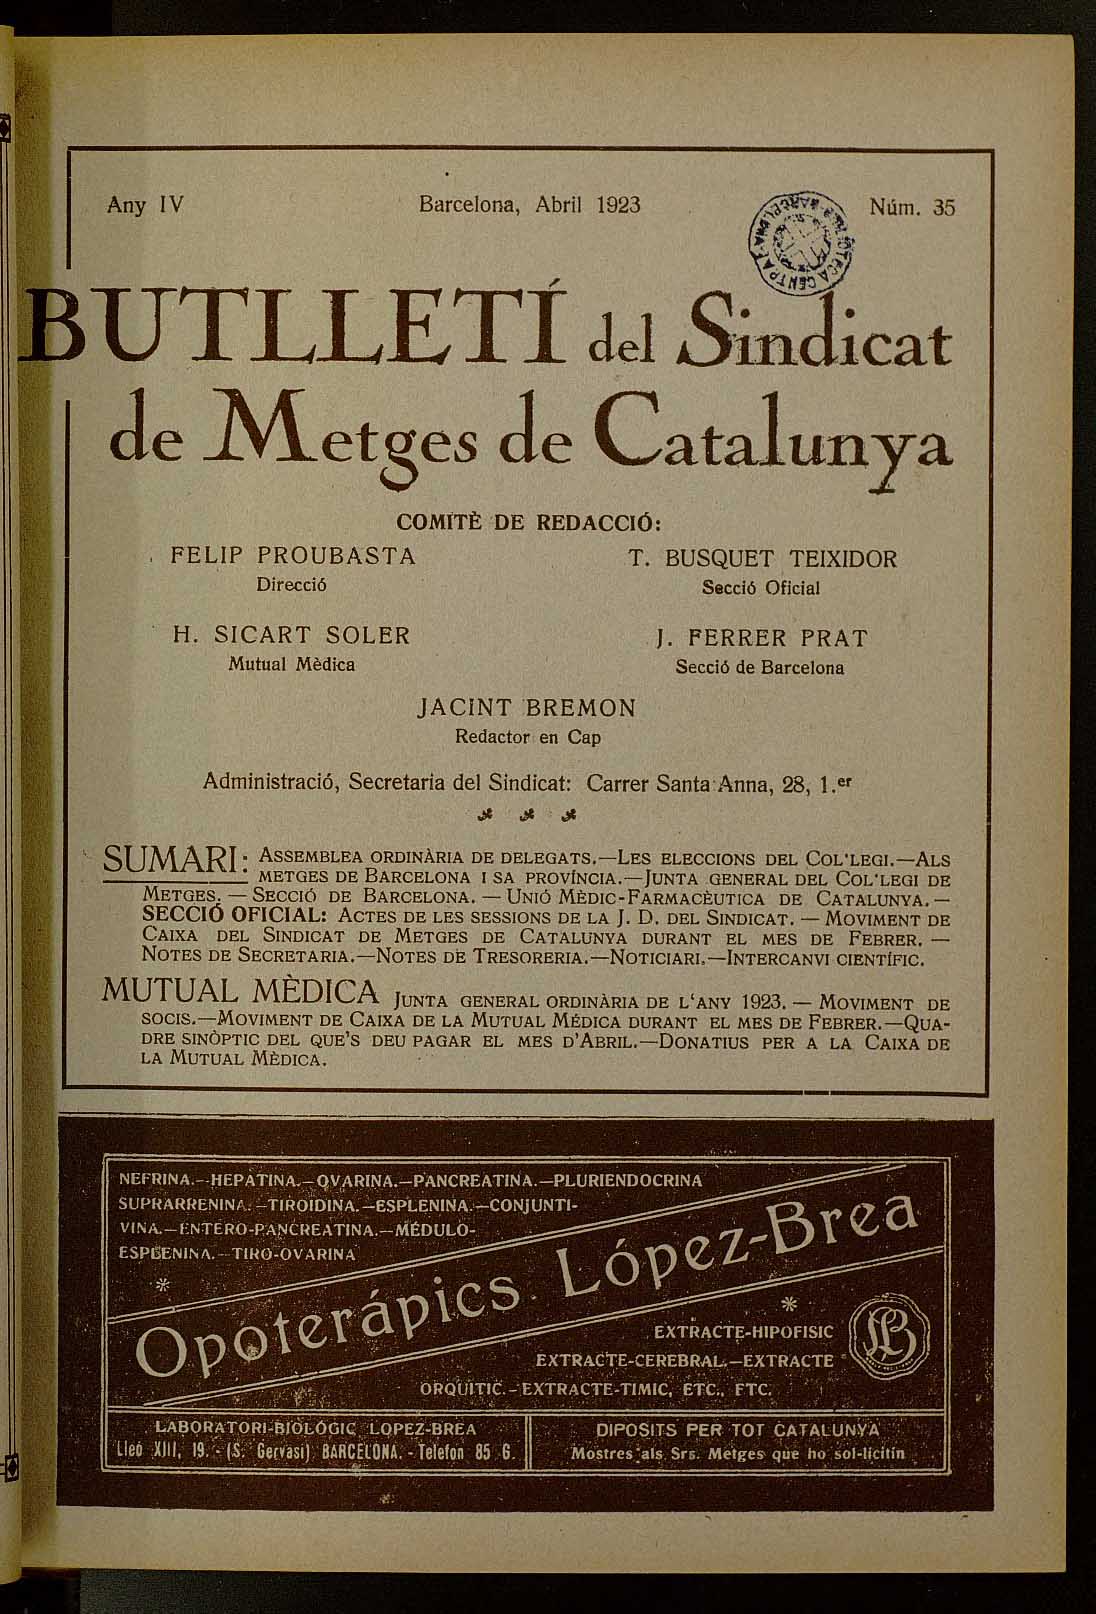 Any IV Barcelona, Abril 1923 Núm. 35
BIBLIOTECA CENTRAL BARCELONA
BUTLLETÍ del Sindicat
de Metges de Catalunya
COMITÈ DE REDACCIÓ:
FELIP PROUBASTA T. BUSQUET TEIXIDOR
Direcció Secció Oficial
H. SICART SOLER J. FERRER PRAT
Mutual Mèdica Secció de Barcelona
JACINT BREMON
Redactor en Cap
Administració, Secretaria del Sindicat: Carrer Santa Anna, 28, 1.er
SUMARI: ASSEMBLEA ORDINÀRIA DE DELEGATS.—LES ELECCIONS DEL COL'LEGI.—ALS
METGES DE BARCELONA I SA PROVÍNCIA.—JUNTA GENERAL DEL COL'LEGI DE
METGES.—SECCIÓ DE BARCELONA.—UNIÓ MÈDIC-FARMACÈUTICA DE CATALUNYA.—
SECCIÓ OFICIAL: ACTES DE LES SESSIONS DE LA J. D. DEL SINDICAT.—MOVIMENT DE
CAIXA DEL SINDICAT DE METGES DE CATALUNYA DURANT EL MES DE FEBRER.—
NOTES DE SECRETARIA.—NOTES DE TRESORERIA.—NOTICIARI.—INTERCANVI CIENTÍFIC.
MUTUAL MÈDICA JUNTA GENERAL ORDINÀRIA DE L'ANY 1923.—MOVIMENT DE
SOCIS.—MOVIMENT DE CAIXA DE LA MUTUAL MÉDICA DURANT EL MES DE FEBRER.—QUA-
DRE SINÒPTIC DEL QUE'S DEU PAGAR EL MES D'ABRIL.—DONATIUS PER A LA CAIXA DE
LA MUTUAL MÈDICA.
NEFRINA.—HEPATINA.—OVARINA.—PANCREATINA.—PLURIENDOCRINA
SUPRARRENINA.—TIROIDINA.—ESPLENINA.—CONJUNTI-
VINA.—ENTERO-PANCREATINA.—MÉDULO-
ESPLENINA.—TIRO-OVARINA
Opoterápics López-Brea
EXTRACTE-HIPOFISIC
EXTRACTE-CEREBRAL.—EXTRACTE
ORQUITIC.—EXTRACTE-TIMIC, ETC., ETC.
LB
LABORATORI-BIOLÓGIC LOPEZ-BREA
Lleó XIII, 19.-(S. Gervasi) BARCELONA.-Telefon 85 G.
DIPOSITS PER TOT CATALUNYA
Mostres als Srs. Metges que ho sol-licitin